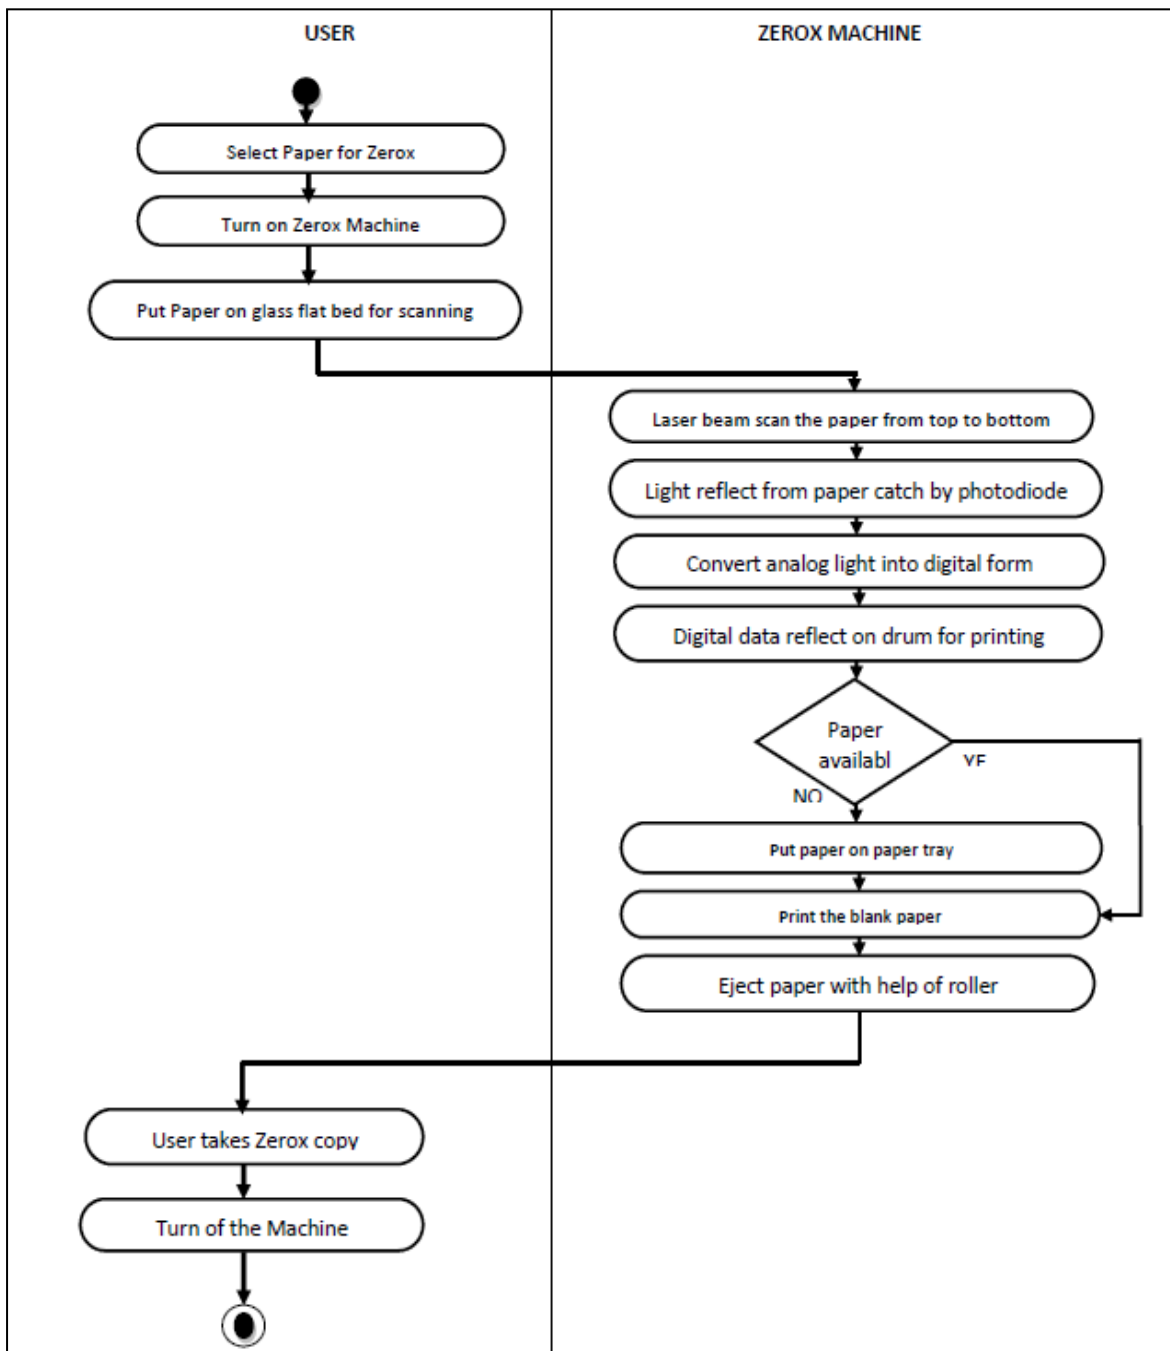 USER
ZEROX MACHINE
Select Paper for Zerox
Turn on Zerox Machine
Put Paper on glass flat bed for scanning
Laser beam scan the paper from top to bottom
Light reflect from paper catch by photodiode
Convert analog light into digital form
Digital data reflect on drum for printing
Paper
availabl
YE
NO
Put paper on paper tray
Print the blank paper
Eject paper with help of roller
User takes Zerox copy
Turn of the Machine